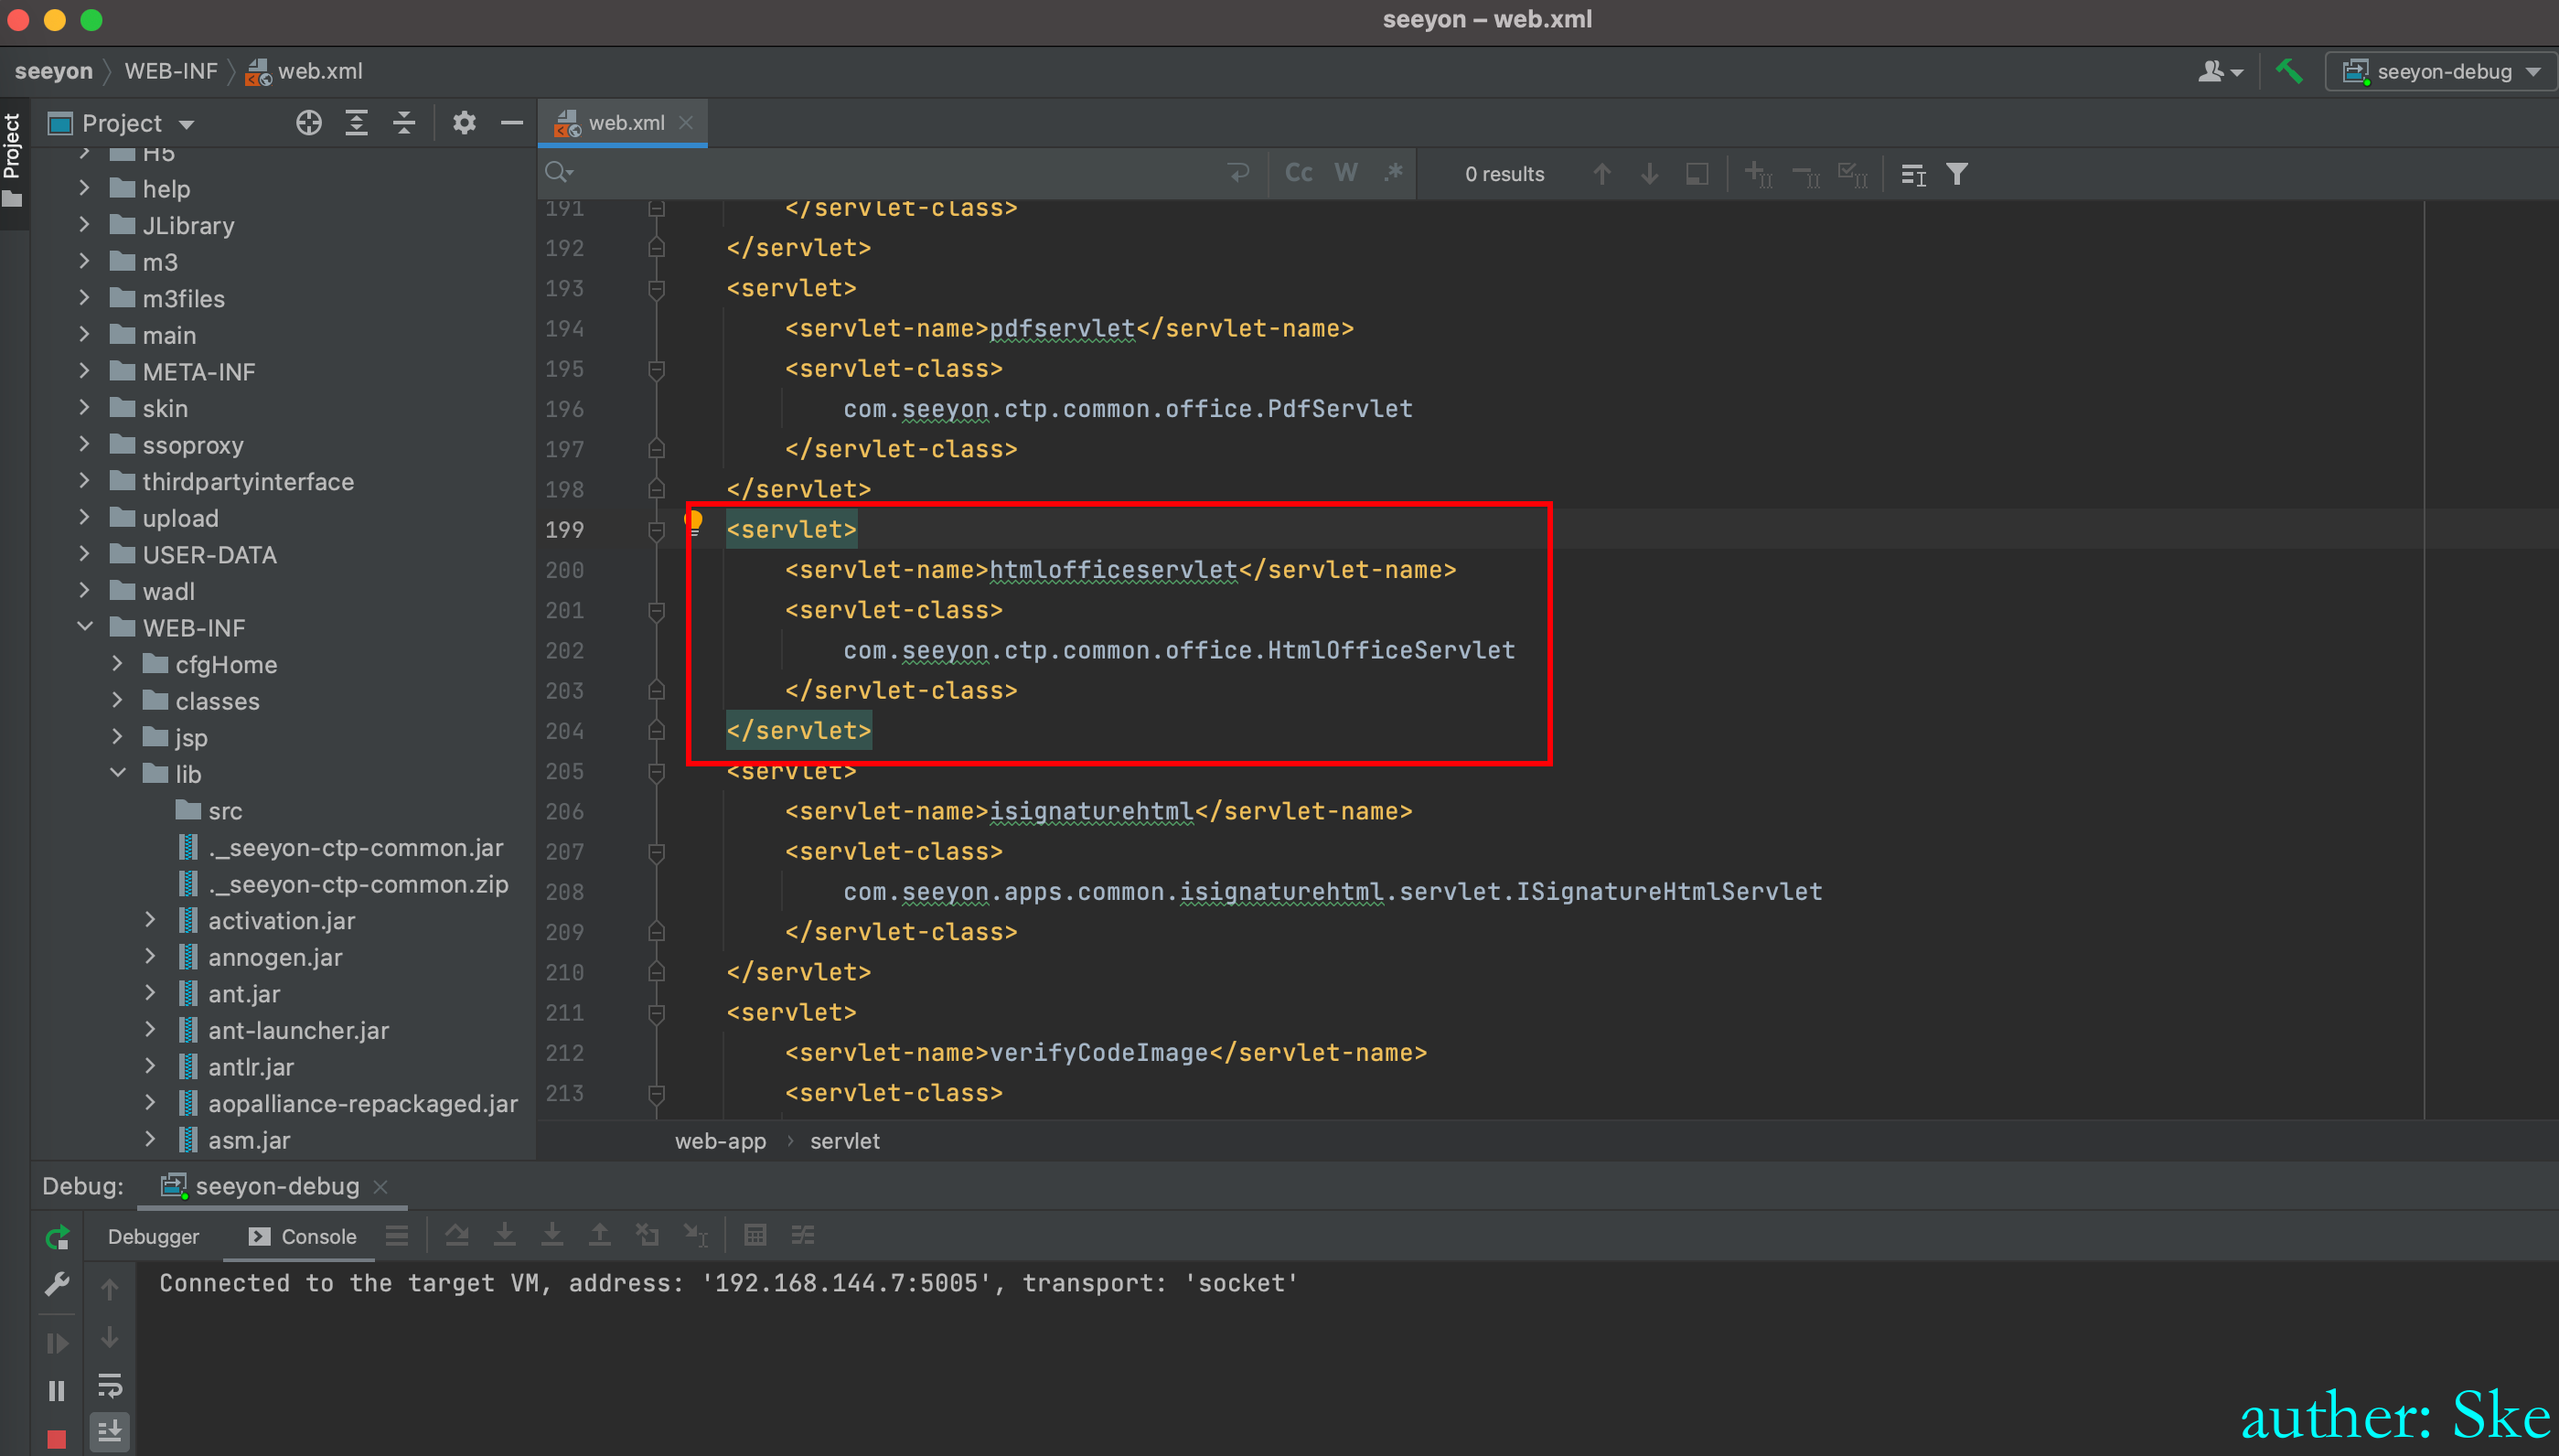 seeyon – web.xml
seeyon WEB-INF web.xml
seeyon-debug
Project
Project
web.xml
Cc W .*
0 results
H5
help
JLibrary
m3
m3files
main
META-INF
skin
ssoproxy
thirdpartyinterface
upload
USER-DATA
wadl
WEB-INF
cfgHome
classes
jsp
lib
src
._seeyon-ctp-common.jar
._seeyon-ctp-common.zip
activation.jar
annogen.jar
ant.jar
ant-launcher.jar
antlr.jar
aopalliance-repackaged.jar
asm.jar
191 </servlet-class>
192 </servlet>
193 <servlet>
194 <servlet-name>pdfservlet</servlet-name>
195 <servlet-class>
196 com.seeyon.ctp.common.office.PdfServlet
197 </servlet-class>
198 </servlet>
199 <servlet>
200 <servlet-name>htmlofficeservlet</servlet-name>
201 <servlet-class>
202 com.seeyon.ctp.common.office.HtmlOfficeServlet
203 </servlet-class>
204 </servlet>
205 <servlet>
206 <servlet-name>isignaturehtml</servlet-name>
207 <servlet-class>
208 com.seeyon.apps.common.isignaturehtml.servlet.ISignatureHtmlServlet
209 </servlet-class>
210 </servlet>
211 <servlet>
212 <servlet-name>verifyCodeImage</servlet-name>
213 <servlet-class>
web-app › servlet
Debug: seeyon-debug
Debugger Console
Connected to the target VM, address: '192.168.144.7:5005', transport: 'socket'
auther: Ske